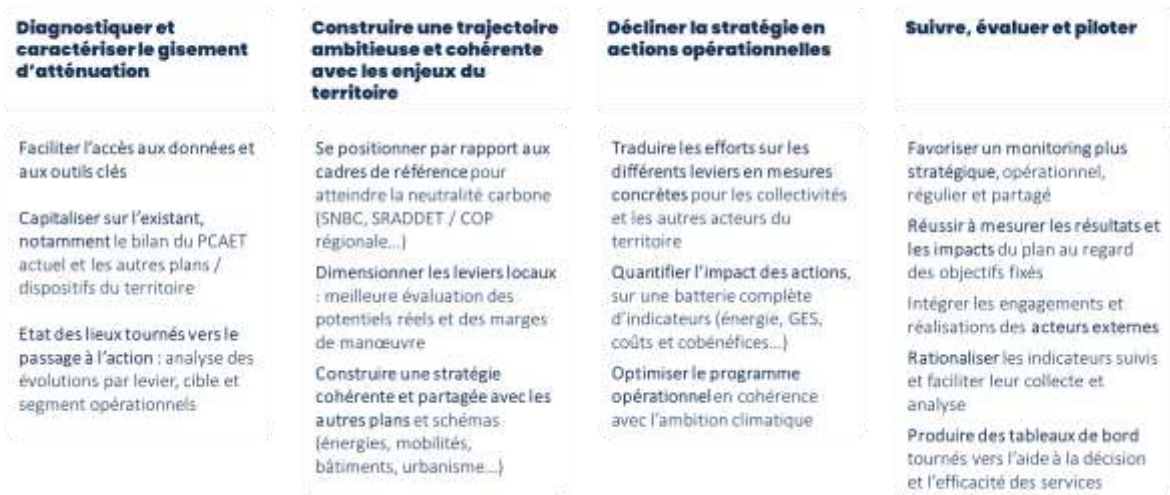 Diagnostiquer et
caractériser le gisement
d'atténuation
Faciliter l'accès aux données et
aux outils clés
Capitaliser sur l'existant,
notamment le bilan du PCAET
actuel et les autres plans /
dispositifs du territoire
Etat des lieux tournés vers le
passage à l'action : analyse des
évolutions par levier, cible et
segment opérationnels
Construire une trajectoire
ambitieuse et cohérente
avec les enjeux du
territoire
Se positionner par rapport aux
cadres de référence pour
atteindre la neutralité carbone
(SNBC, SRADDET / COP
régionale...)
Dimensionner les leviers locaux
: meilleure évaluation des
potentiels réels et des marges
de manœuvre
Construire une stratégie
cohérente et partagée avec les
autres plans et schémas
(énergies, mobilités,
bâtiments, urbanisme...)
Décliner la stratégie en
actions opérationnelles
Traduire les efforts sur les
différents leviers en mesures
concrètes pour les collectivités
et les autres acteurs du
territoire
Quantifier l'impact des actions,
sur une batterie complète
d'indicateurs (énergie, GES,
coûts et cobénéfices...)
Optimiser le programme
opérationnel en cohérence
avec l'ambition climatique
Suivre, évaluer et piloter
Favoriser un monitoring plus
stratégique, opérationnel,
régulier et partagé
Réussir à mesurer les résultats et
les impacts du plan au regard
des objectifs fixés
Intégrer les engagements et
réalisations des acteurs externes
Rationaliser les indicateurs suivis
et faciliter leur collecte et
analyse
Produire des tableaux de bord
tournés vers l'aide à la décision
et l'efficacité des services